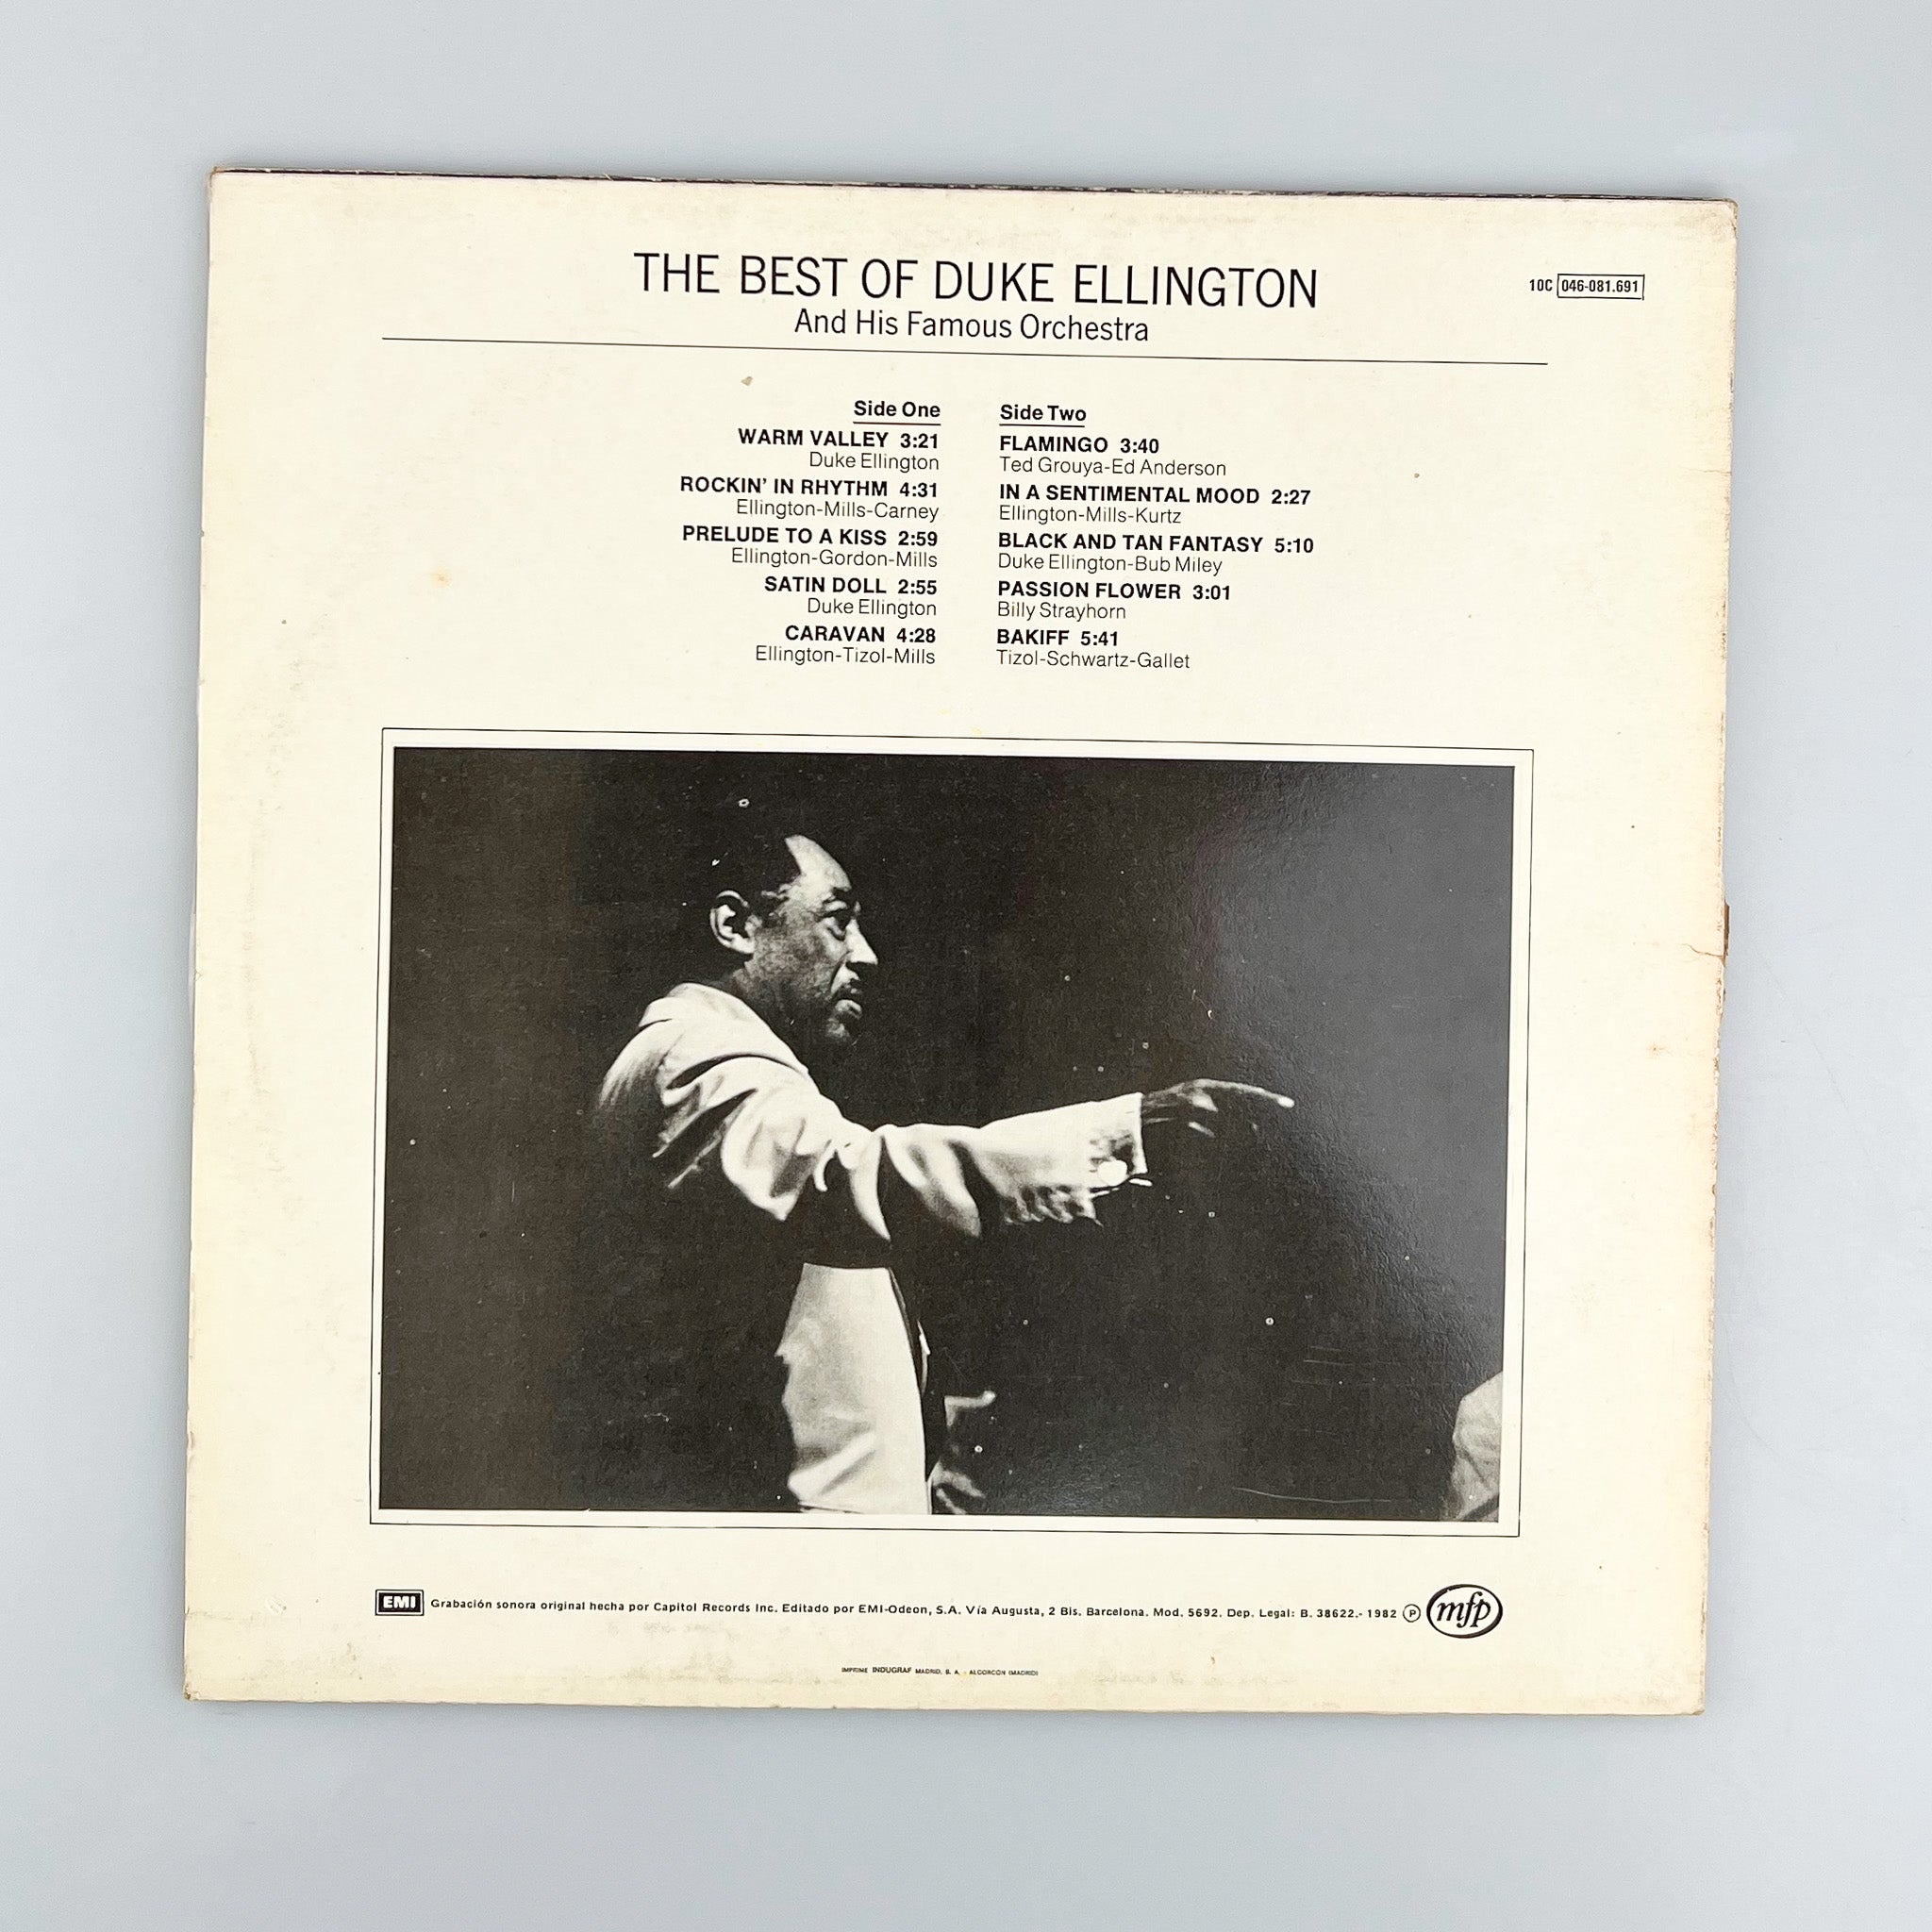 THE BEST OF DUKE ELLINGTON
And His Famous Orchestra
10C 046-081.691
Side One
WARM VALLEY 3:21
Duke Ellington
ROCKIN' IN RHYTHM 4:31
Ellington-Mills-Carney
PRELUDE TO A KISS 2:59
Ellington-Gordon-Mills
SATIN DOLL 2:55
Duke Ellington
CARAVAN 4:28
Ellington-Tizol-Mills
Side Two
FLAMINGO 3:40
Ted Grouya-Ed Anderson
IN A SENTIMENTAL MOOD 2:27
Ellington-Mills-Kurtz
BLACK AND TAN FANTASY 5:10
Duke Ellington-Bub Miley
PASSION FLOWER 3:01
Billy Strayhorn
BAKIFF 5:41
Tizol-Schwartz-Gallet
EMI Grabación sonora original hecha por Capitol Records Inc. Editado por EMI-Odeon, S.A. Vía Augusta, 2 Bis. Barcelona. Mod. 5692. Dep. Legal: B. 38622.- 1982 Ⓟ mfp
IMPRIME INDUGRAF MADRID, S. A. - ALCORCON (MADRID)